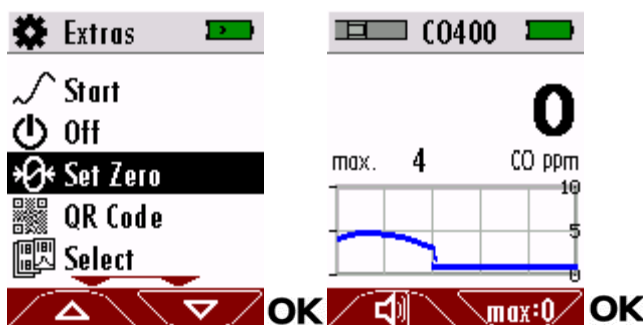 Extras
Start
Off
Set Zero
QR Code
Select
OK
CO400
0
max. 4 CO ppm
10
5
0
max:0
OK